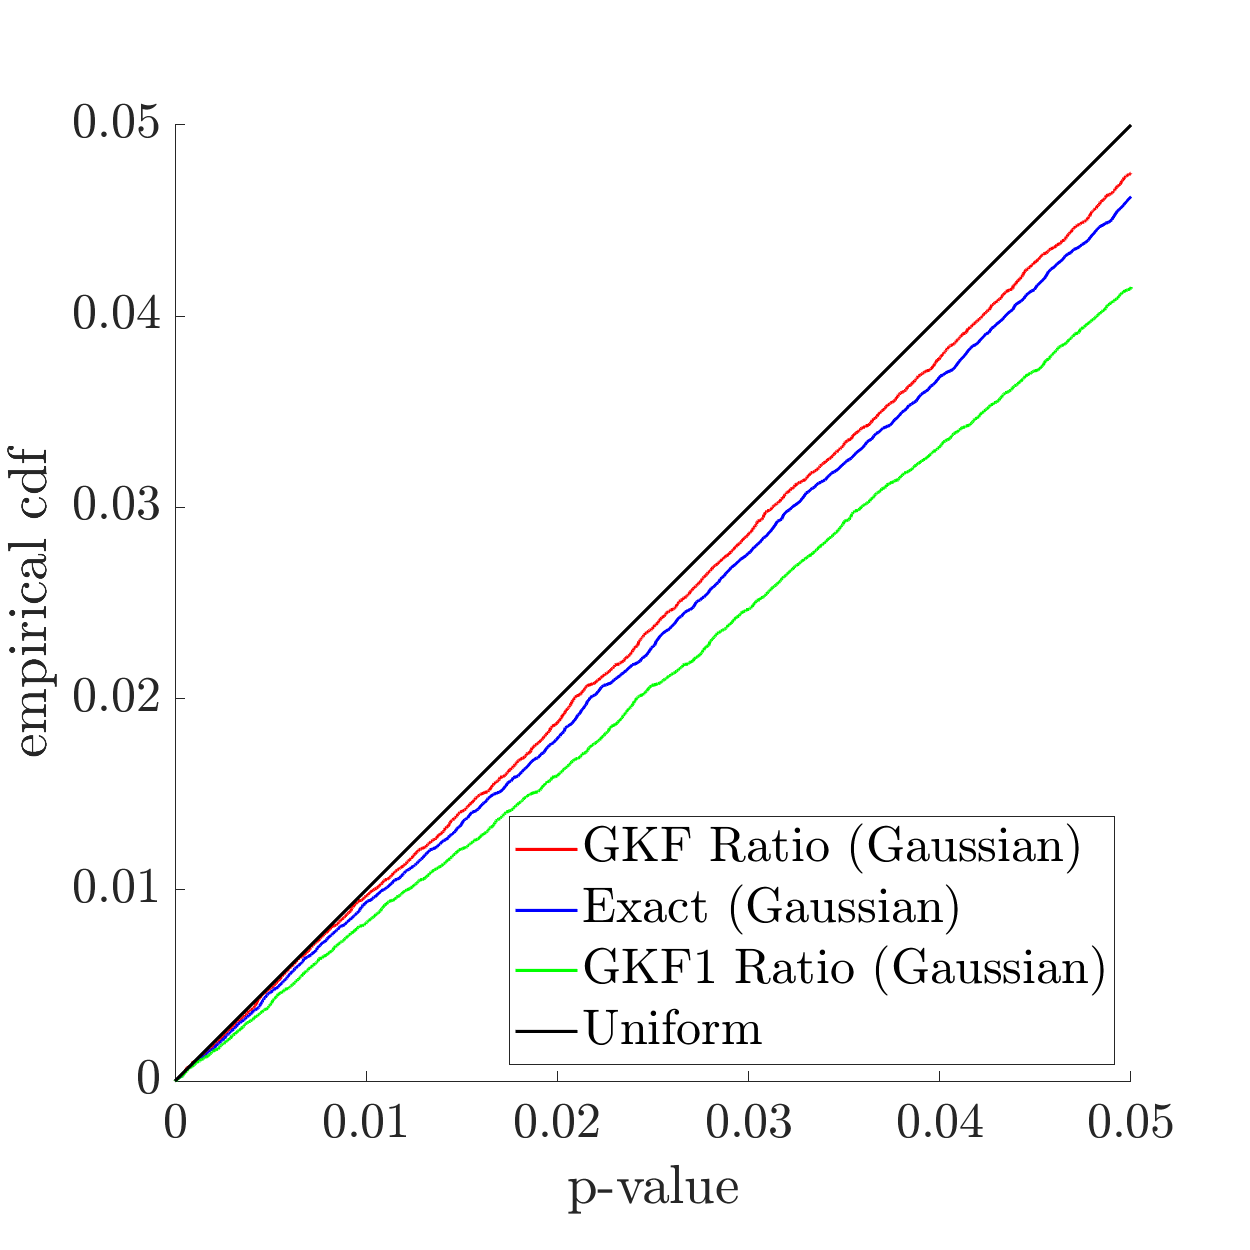 0.05
0.04
0.03
0.02
0.01
0
empirical cdf
GKF Ratio (Gaussian)
Exact (Gaussian)
GKF1 Ratio (Gaussian)
Uniform
0 0.01 0.02 0.03 0.04 0.05
p-value